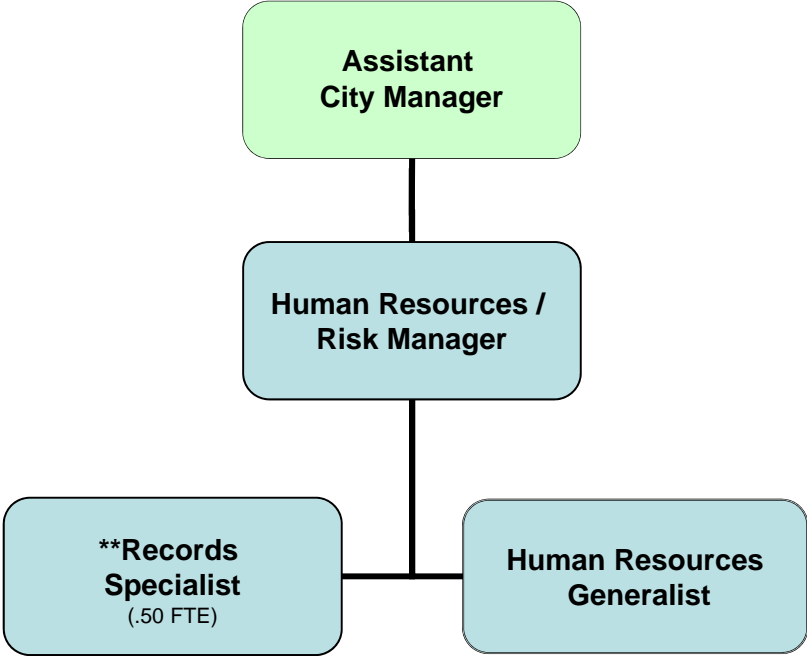 Assistant
City Manager
Human Resources /
Risk Manager
**Records
Specialist
(.50 FTE)
Human Resources
Generalist